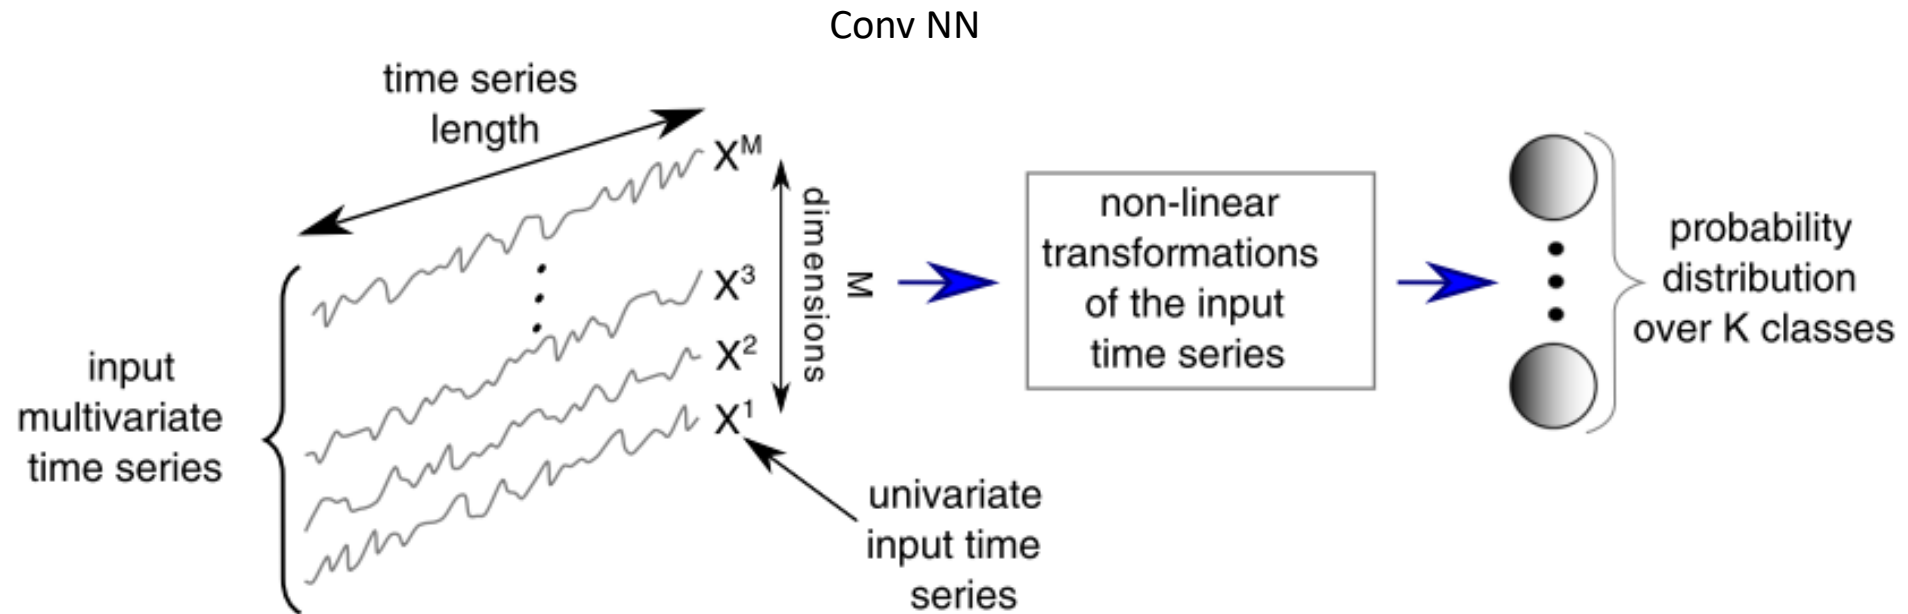 Conv NN
time series
length
X^M
X^3
X^2
X^1
dimensions
M
input
multivariate
time series
univariate
input time
series
non-linear
transformations
of the input
time series
probability
distribution
over K classes